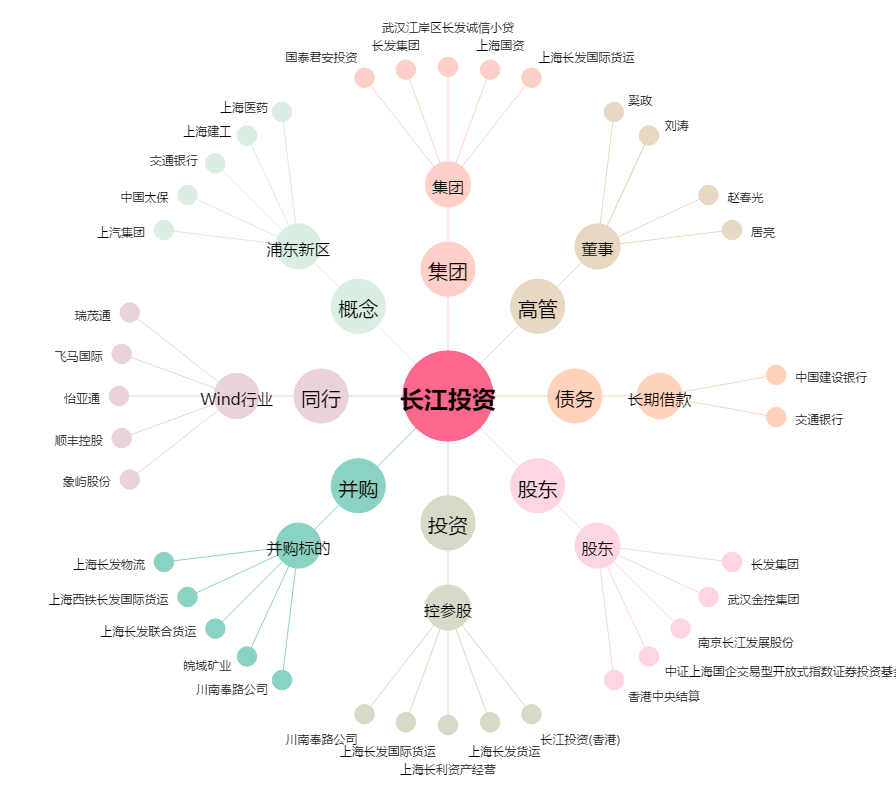 武汉江岸区长发诚信小贷
长发集团
上海国资
国泰君安投资
上海长发国际货运
集团
集团
奚政
刘涛
赵春光
居亮
董事
高管
上海医药
上海建工
交通银行
中国太保
上汽集团
浦东新区
概念
瑞茂通
飞马国际
怡亚通
顺丰控股
象屿股份
Wind行业
同行
长江投资
债务
长期借款
中国建设银行
交通银行
并购
并购标的
上海长发物流
上海西铁长发国际货运
上海长发联合货运
皖域矿业
川南奉路公司
投资
控参股
川南奉路公司
上海长发国际货运
上海长利资产经营
上海长发货运
长江投资(香港)
股东
股东
长发集团
武汉金控集团
南京长江发展股份
中证上海国企交易型开放式指数证券投资基
香港中央结算